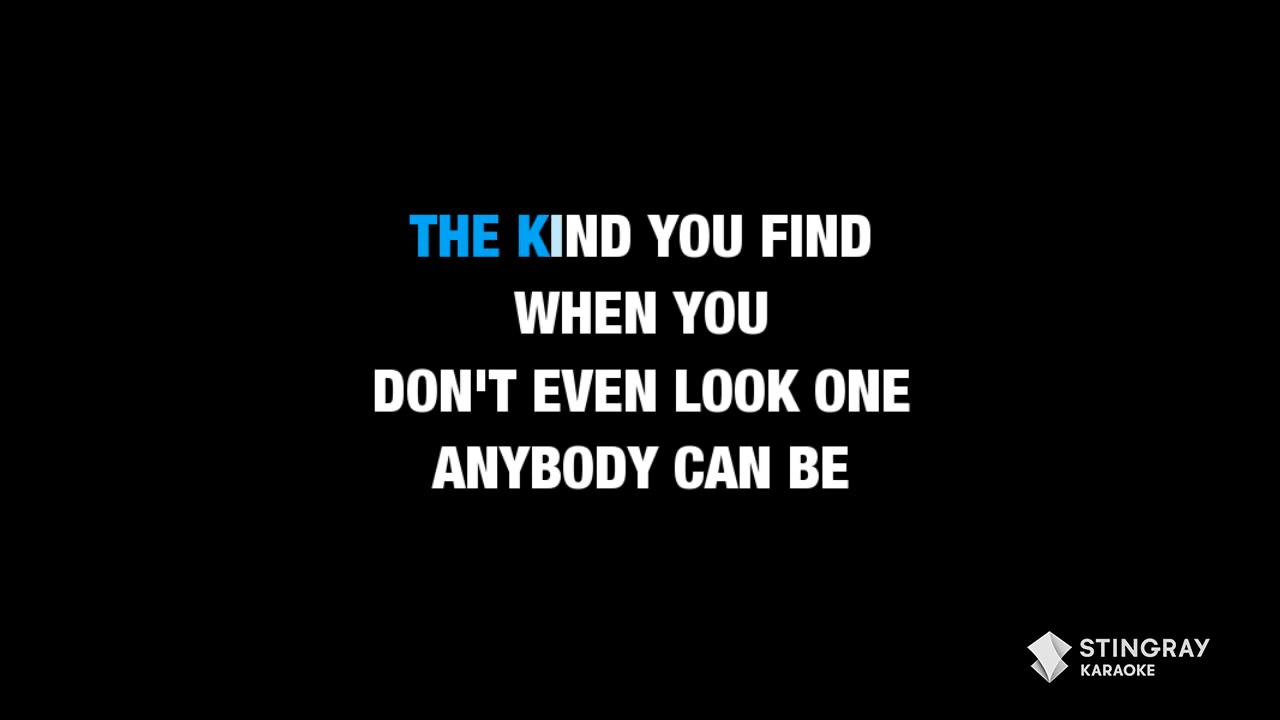 THE KIND YOU FIND
WHEN YOU
DON'T EVEN LOOK ONE
ANYBODY CAN BE
STINGRAY
KARAOKE